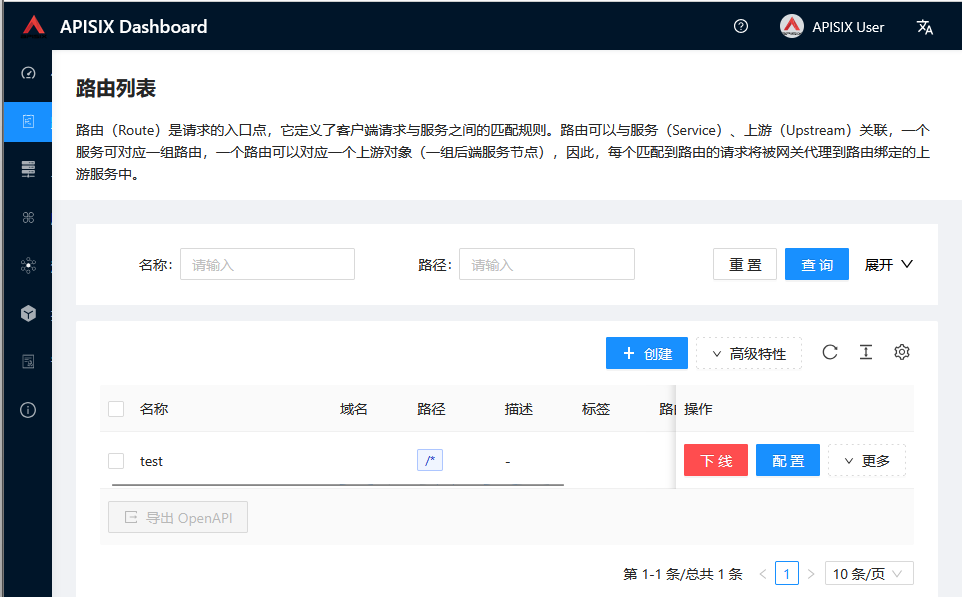 APISIX Dashboard
APISIX User
路由列表
路由（Route）是请求的入口点，它定义了客户端请求与服务之间的匹配规则。路由可以与服务（Service）、上游（Upstream）关联，一个
服务可对应一组路由，一个路由可以对应一个上游对象（一组后端服务节点），因此，每个匹配到路由的请求将被网关代理到路由绑定的上
游服务中。
名称: 请输入 路径: 请输入 重 置 查 询 展开
创建 高级特性
名称 域名 路径 描述 标签 路 操作
test /* - 下 线 配 置 更多
导出 OpenAPI
第 1-1 条/总共 1 条 < 1 > 10 条/页